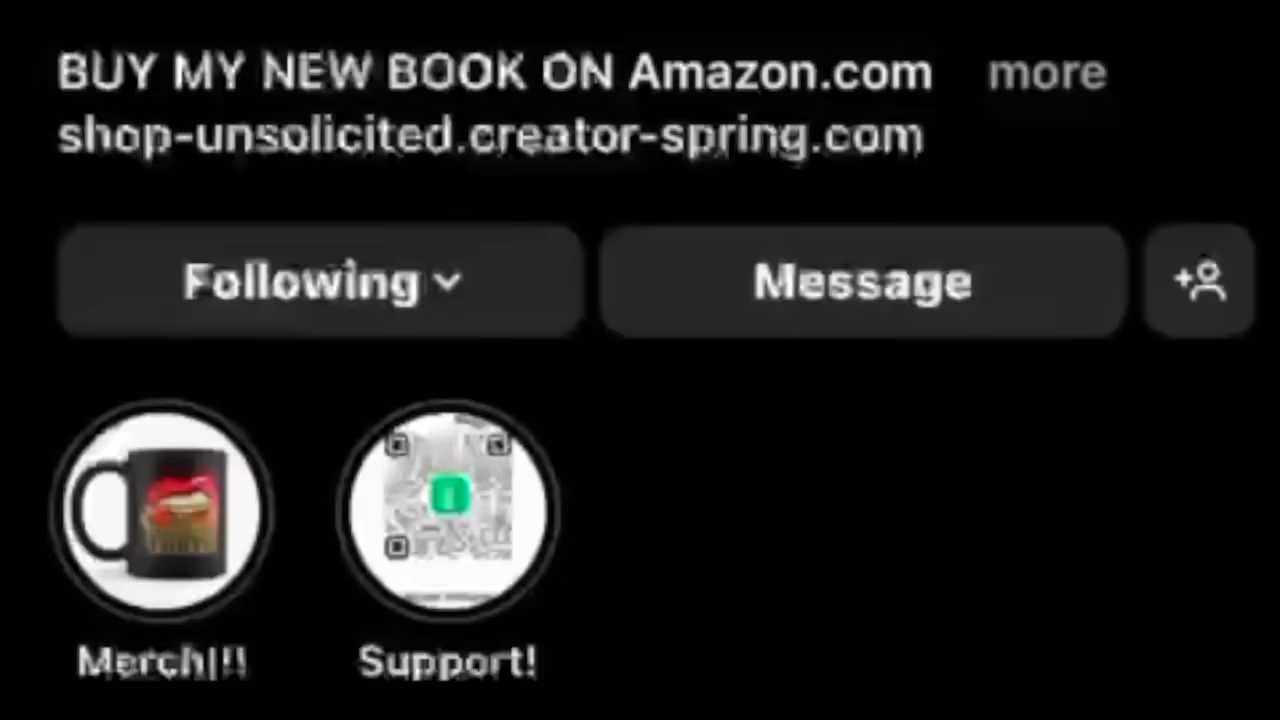 BUY MY NEW BOOK ON Amazon.com more
shop-unsolicited.creator-spring.com
Following Message
Merch!!! Support!